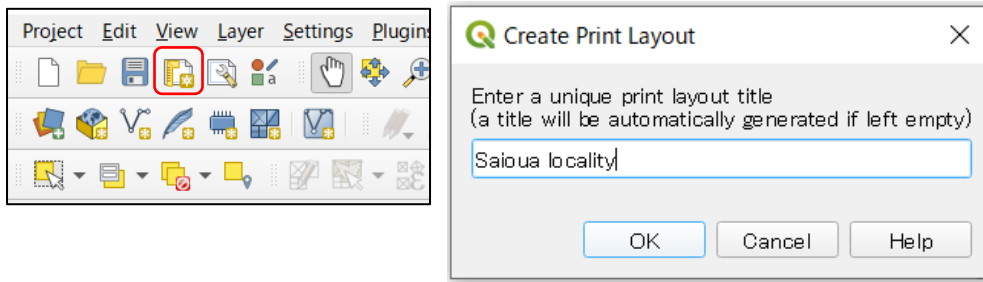 Project Edit View Layer Settings Plugins
a
Create Print Layout
Enter a unique print layout title
(a title will be automatically generated if left empty)
Saioua locality
OK Cancel Help